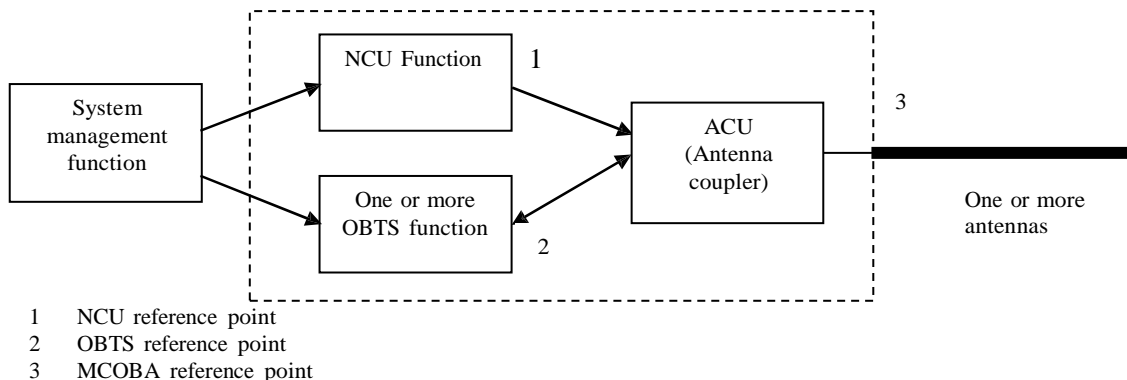 System
management
function
NCU Function
1
One or more
OBTS function
2
ACU
(Antenna
coupler)
3
One or more
antennas
1 NCU reference point
2 OBTS reference point
3 MCOBA reference point